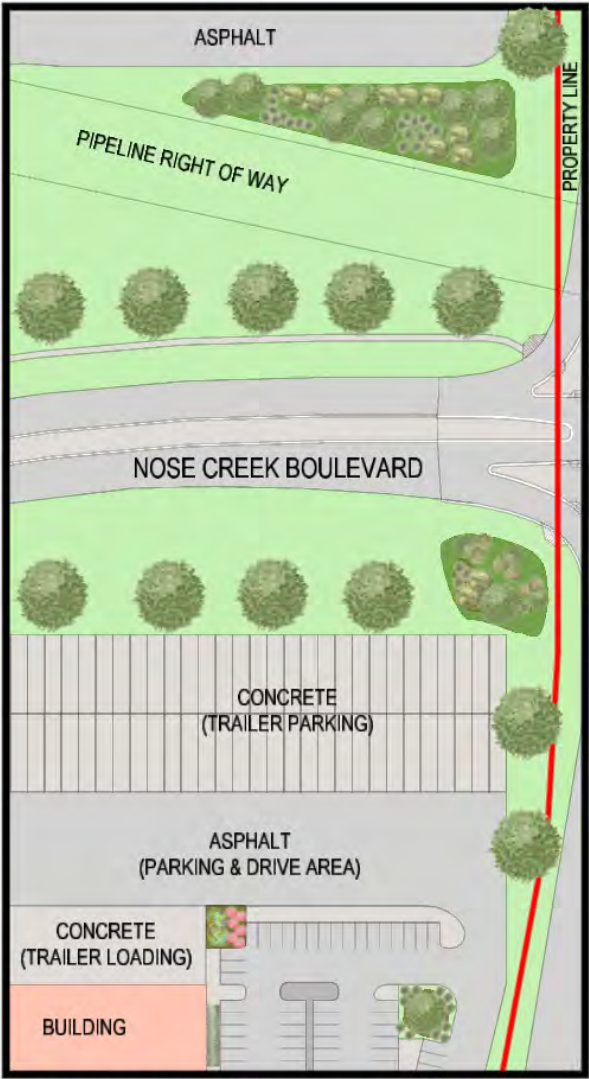 ASPHALT
PROPERTY LINE
PIPELINE RIGHT OF WAY
NOSE CREEK BOULEVARD
CONCRETE
(TRAILER PARKING)
ASPHALT
(PARKING & DRIVE AREA)
CONCRETE
(TRAILER LOADING)
BUILDING